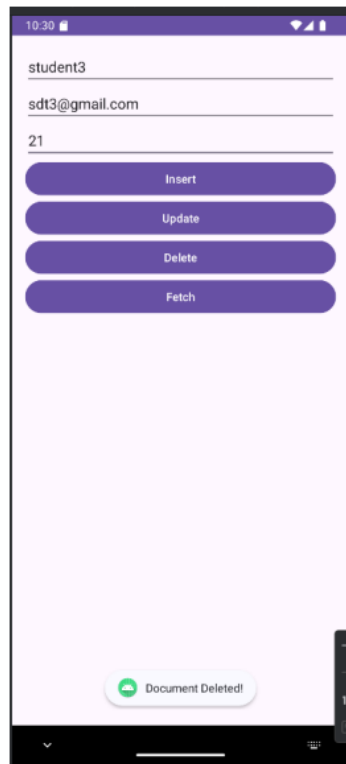 10:30
student3
sdt3@gmail.com
21
Insert
Update
Delete
Fetch
Document Deleted!